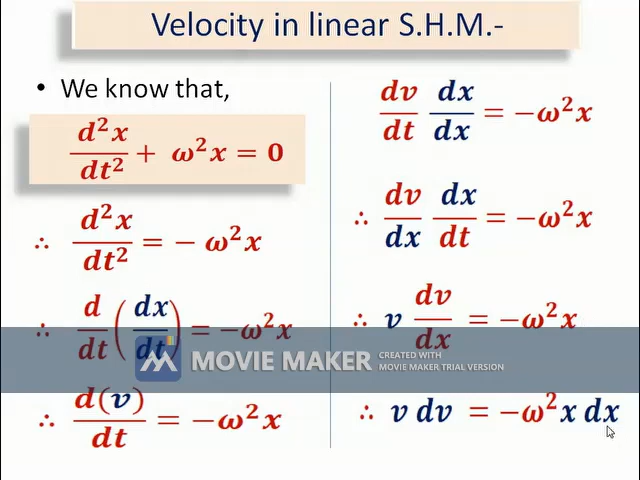 Velocity in linear S.H.M.-
• We know that,
d²x/dt² + ω²x = 0
∴ d²x/dt² = − ω²x
∴ d/dt (dx/dt) = −ω²x
∴ d(v)/dt = −ω²x
dv/dt dx/dx = −ω²x
∴ dv/dx dx/dt = −ω²x
∴ v dv/dx = −ω²x
∴ v dv = −ω²x dx
MOVIE MAKER
CREATED WITH
MOVIE MAKER TRIAL VERSION